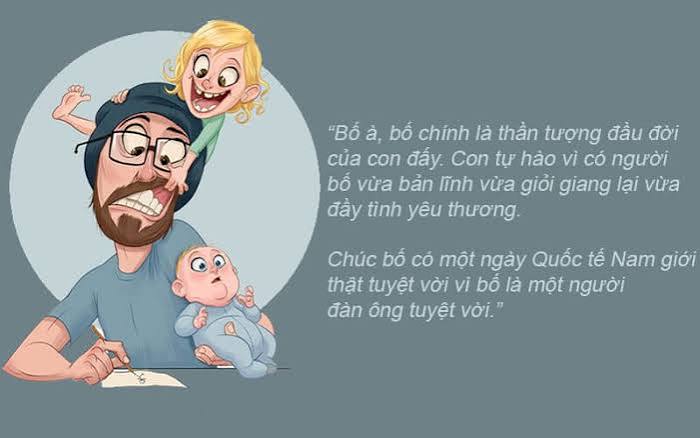 “Bố à, bố chính là thần tượng đầu đời
của con đấy. Con tự hào vì có người
bố vừa bản lĩnh vừa giỏi giang lại vừa
đầy tình yêu thương.
Chúc bố có một ngày Quốc tế Nam giới
thật tuyệt vời vì bố là một người
đàn ông tuyệt vời.”